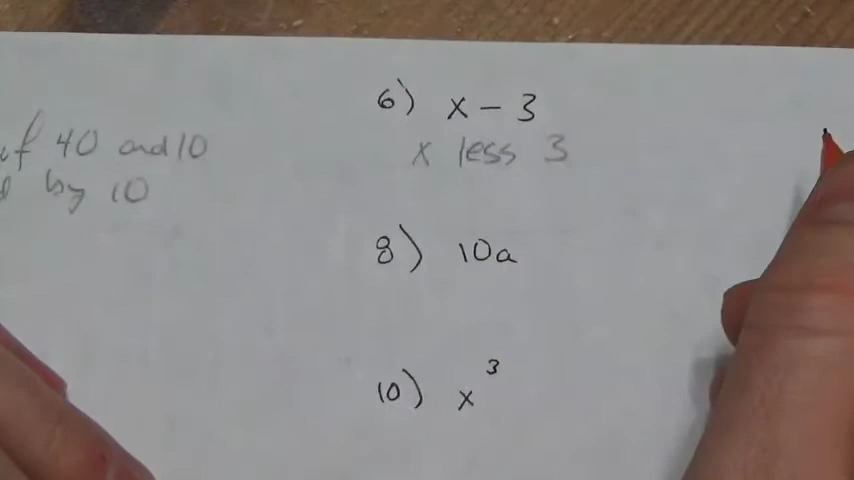 of 40 and 10
by 10
6) x - 3
x less 3
8) 10a
10) x³